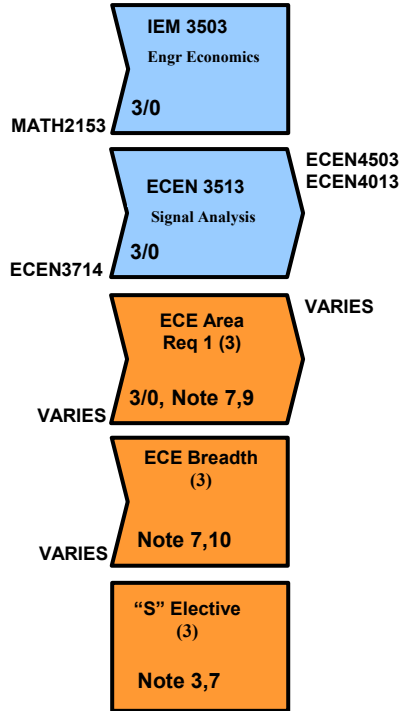 IEM 3503
Engr Economics
3/0
MATH2153
ECEN4503
ECEN4013
ECEN 3513
Signal Analysis
3/0
ECEN3714
VARIES
ECE Area
Req 1 (3)
3/0, Note 7,9
VARIES
ECE Breadth
(3)
Note 7,10
VARIES
“S” Elective
(3)
Note 3,7